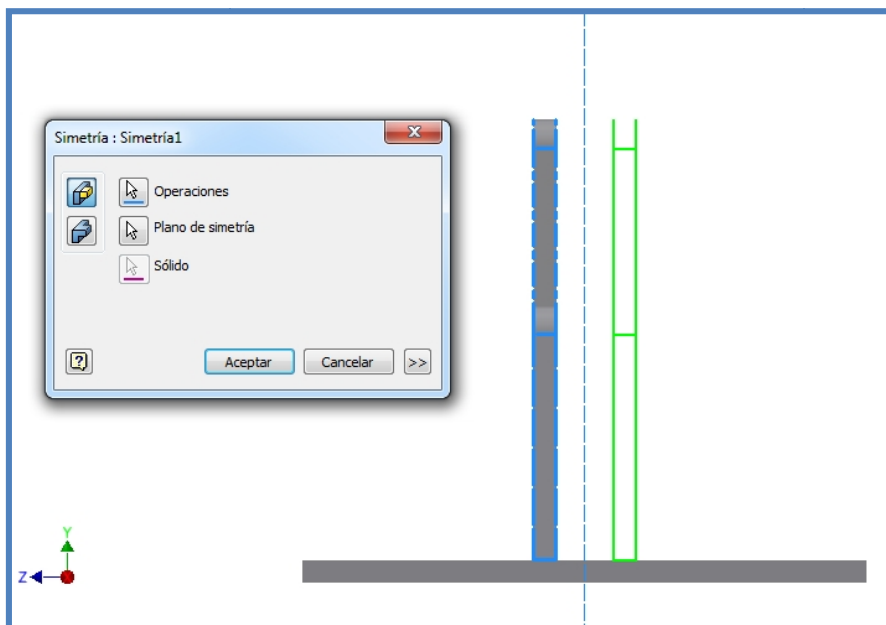 Simetría : Simetría1
Operaciones
Plano de simetría
Sólido
Aceptar
Cancelar
>>
Y
Z